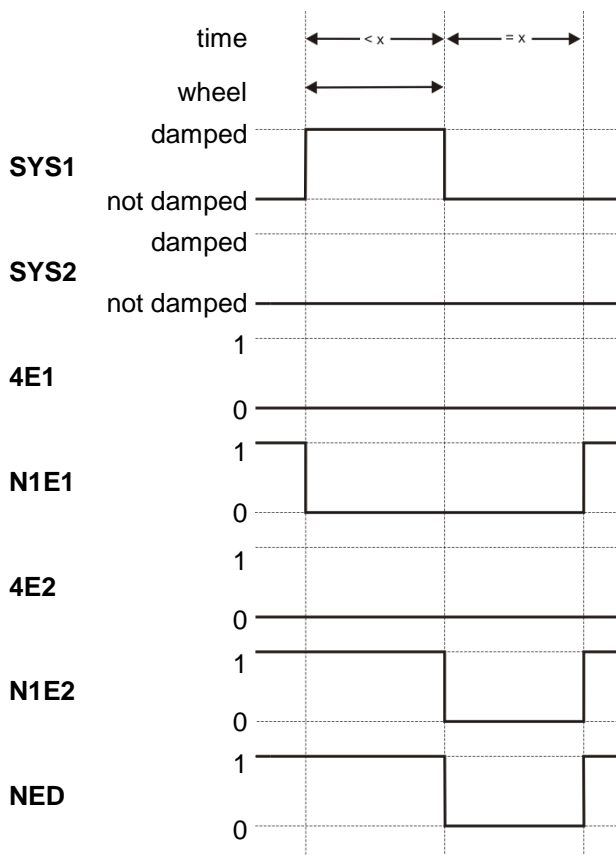 time < x = x
wheel
damped
SYS1
not damped
damped
SYS2
not damped
1
4E1
0
1
N1E1
0
1
4E2
0
1
N1E2
0
1
NED
0